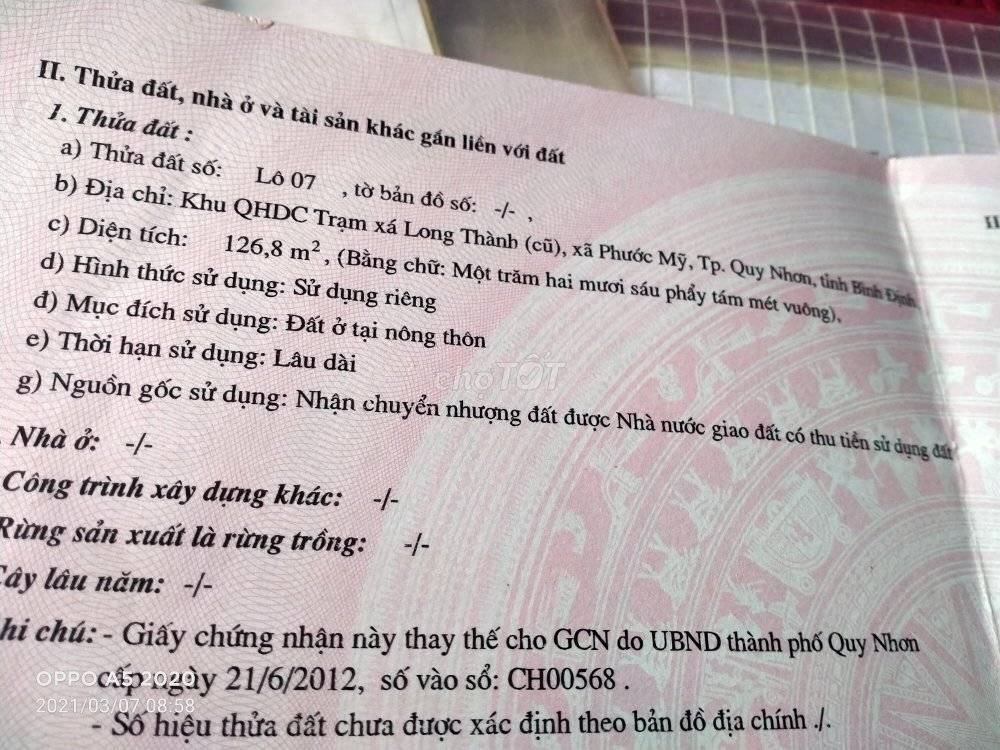 II. Thửa đất, nhà ở và tài sản khác gắn liền với đất
1. Thửa đất :
a) Thửa đất số: Lô 07 , tờ bản đồ số: -/- ,
b) Địa chỉ: Khu QHDC Trạm xá Long Thành (cũ), xã Phước Mỹ, Tp. Quy Nhơn, tỉnh Bình Định
c) Diện tích: 126,8 m², (Bằng chữ: Một trăm hai mươi sáu phẩy tám mét vuông),
d) Hình thức sử dụng: Sử dụng riêng
đ) Mục đích sử dụng: Đất ở tại nông thôn
e) Thời hạn sử dụng: Lâu dài
g) Nguồn gốc sử dụng: Nhận chuyển nhượng đất được Nhà nước giao đất có thu tiền sử dụng đất
chợTỐT
. Nhà ở: -/-
Công trình xây dựng khác: -/-
Rừng sản xuất là rừng trồng: -/-
Cây lâu năm: -/-
hi chú: - Giấy chứng nhận này thay thế cho GCN do UBND thành phố Quy Nhơn
cấp ngày 21/6/2012, số vào sổ: CH00568 .
- Số hiệu thửa đất chưa được xác định theo bản đồ địa chính ./.
OPPO A5 2020
2021/03/07 08:58